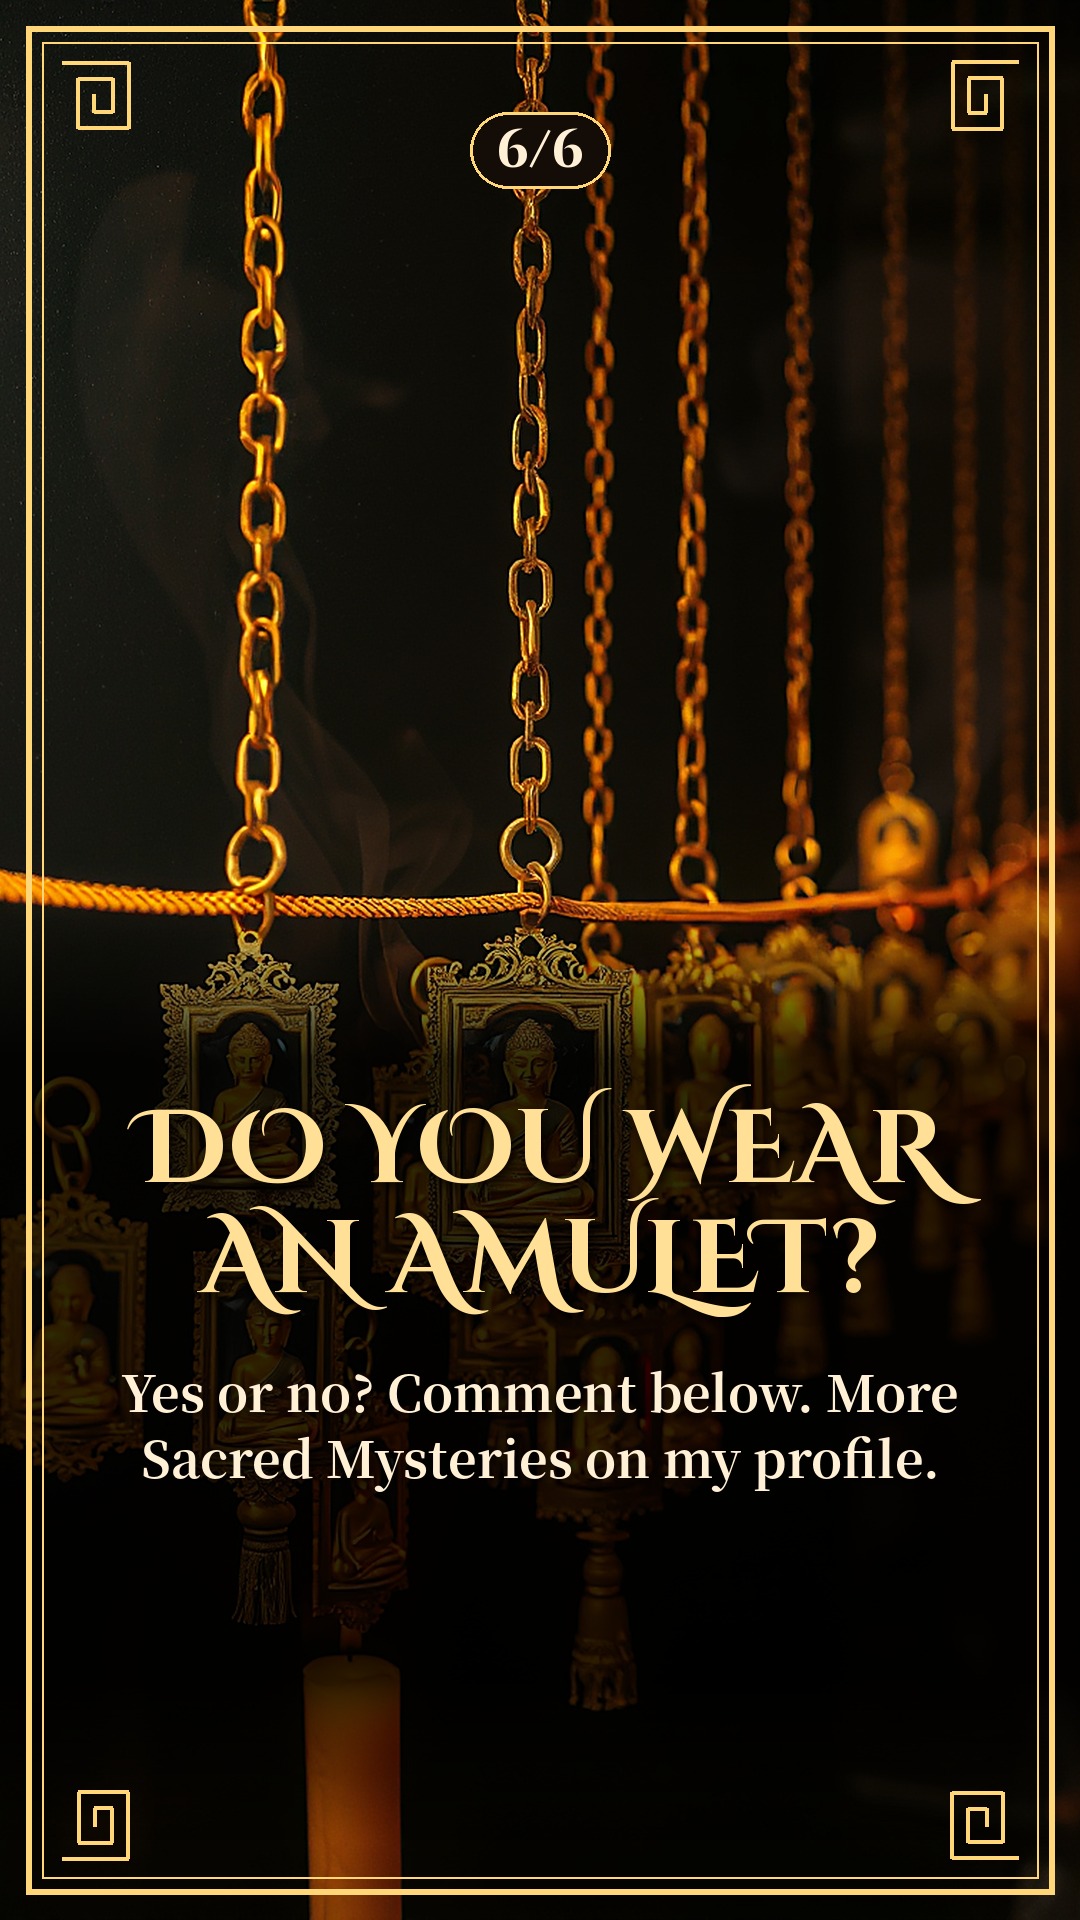 6/6
DO YOU WEAR
AN AMULET?
Yes or no? Comment below. More
Sacred Mysteries on my profile.